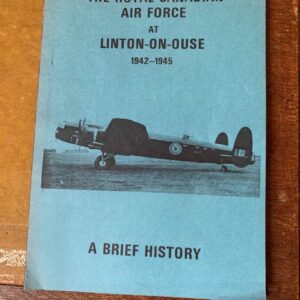 THE ROYAL CANADIAN
AIR FORCE
AT
LINTON-ON-OUSE
1942-1945
A BRIEF HISTORY